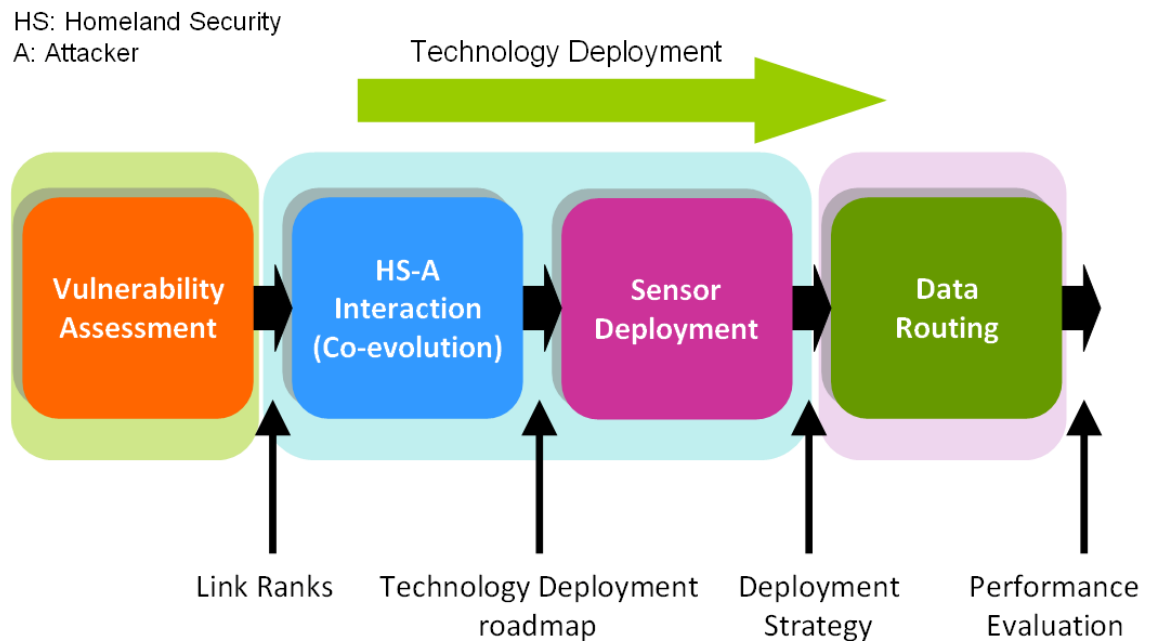 HS: Homeland Security
A: Attacker
Technology Deployment
Vulnerability
Assessment
HS-A
Interaction
(Co-evolution)
Sensor
Deployment
Data
Routing
Link Ranks
Technology Deployment
roadmap
Deployment
Strategy
Performance
Evaluation